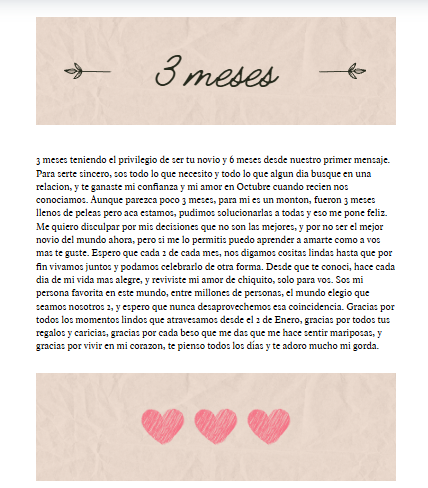 3 meses
3 meses teniendo el privilegio de ser tu novio y 6 meses desde nuestro primer mensaje.
Para serte sincero, sos todo lo que necesito y todo lo que algun dia busque en una
relacion, y te ganaste mi confianza y mi amor en Octubre cuando recien nos
conociamos. Aunque parezca poco 3 meses, para mi es un monton, fueron 3 meses
llenos de peleas pero aca estamos, pudimos solucionarlas a todas y eso me pone feliz.
Me quiero disculpar por mis decisiones que no son las mejores, y por no ser el mejor
novio del mundo ahora, pero si me lo permitis puedo aprender a amarte como a vos
mas te guste. Espero que cada 2 de cada mes, nos digamos cositas lindas hasta que por
fin vivamos juntos y podamos celebrarlo de otra forma. Desde que te conoci, hace cada
dia de mi vida mas alegre, y reviviste mi amor de chiquito, solo para vos. Sos mi
persona favorita en este mundo, entre millones de personas, el mundo elegio que
seamos nosotros 2, y espero que nunca desaprovechemos esa coincidencia. Gracias por
todos los momentos lindos que atravesamos desde el 2 de Enero, gracias por todos tus
regalos y caricias, gracias por cada beso que me das que me hace sentir mariposas, y
gracias por vivir en mi corazon, te pienso todos los días y te adoro mucho mi gorda.